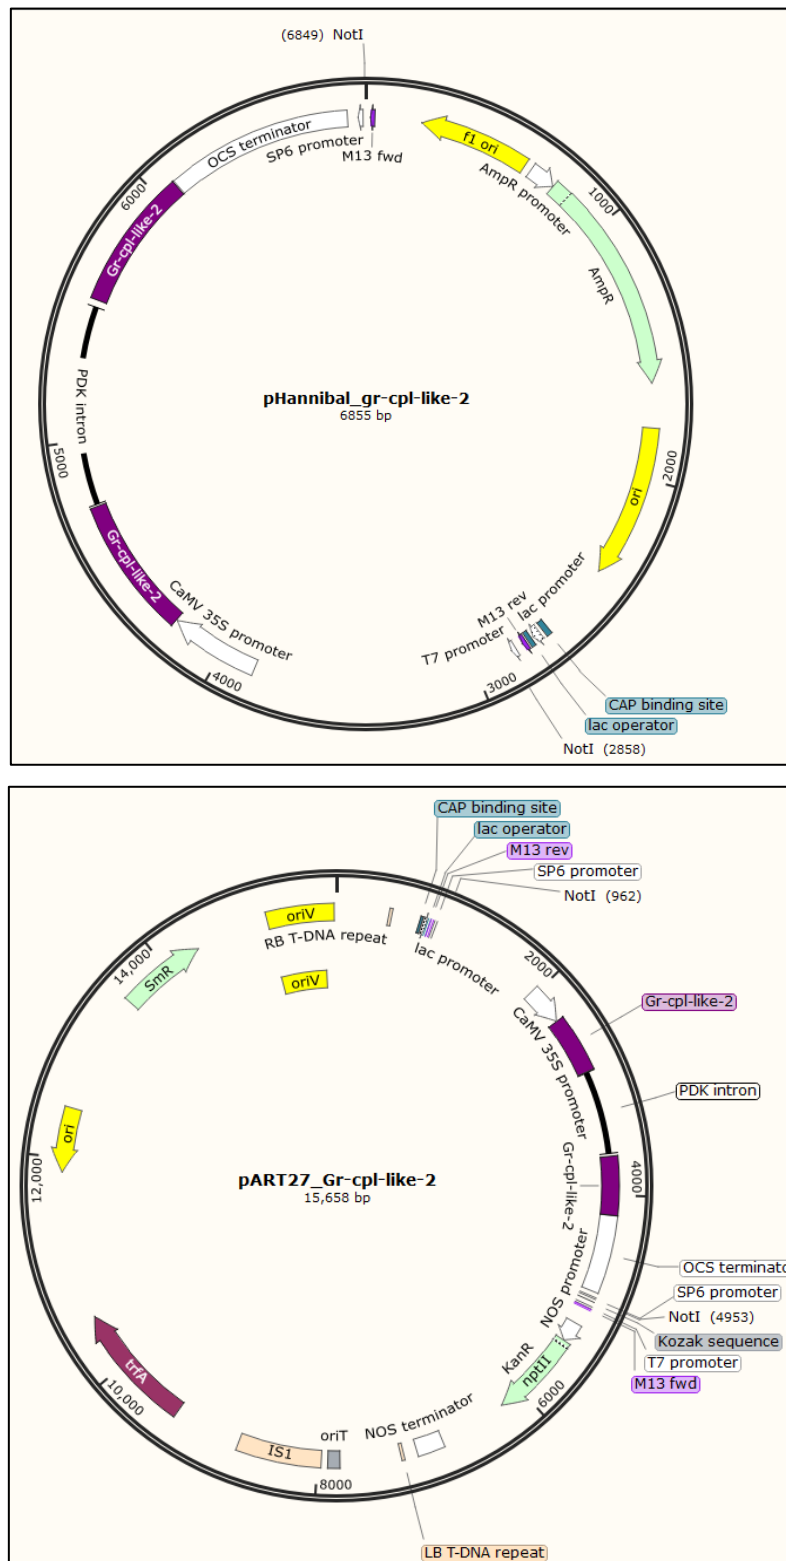 (6849) NotI
OCS terminator
SP6 promoter
M13 fwd
f1 ori
AmpR promoter
AmpR
1000
6000
Gr-cpl-like-2
PDK intron
pHannibal_gr-cpl-like-2
6855 bp
5000
2000
ori
Gr-cpl-like-2
CaMV 35S promoter
4000
T7 promoter
M13 rev
lac promoter
3000
CAP binding site
lac operator
NotI (2858)
CAP binding site
lac operator
M13 rev
SP6 promoter
NotI (962)
oriV
RB T-DNA repeat
lac promoter
14,000
SmR
oriV
2000
Gr-cpl-like-2
CaMV 35S promoter
PDK intron
ori
12,000
pART27_Gr-cpl-like-2
15,658 bp
Gr-cpl-like-2
4000
NOS promoter
OCS terminato
SP6 promoter
NotI (4953)
Kozak sequence
T7 promoter
M13 fwd
KanR
nptII
6000
trfA
10,000
NOS terminator
oriT
IS1
8000
LB T-DNA repeat